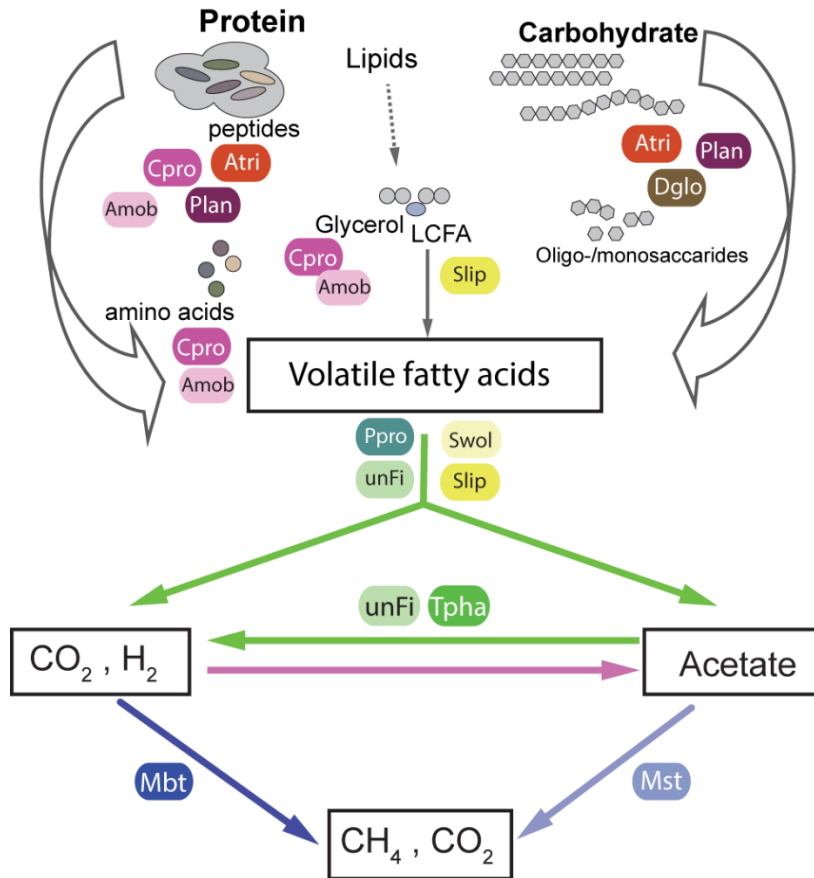 Protein
Lipids
Carbohydrate
peptides
Cpro
Atri
Amob
Plan
Atri
Plan
Dglo
Glycerol
LCFA
Cpro
Amob
Slip
Oligo-/monosaccarides
amino acids
Cpro
Amob
Volatile fatty acids
Ppro
Swol
unFi
Slip
unFi
Tpha
CO₂ , H₂
Acetate
Mbt
Mst
CH₄ , CO₂